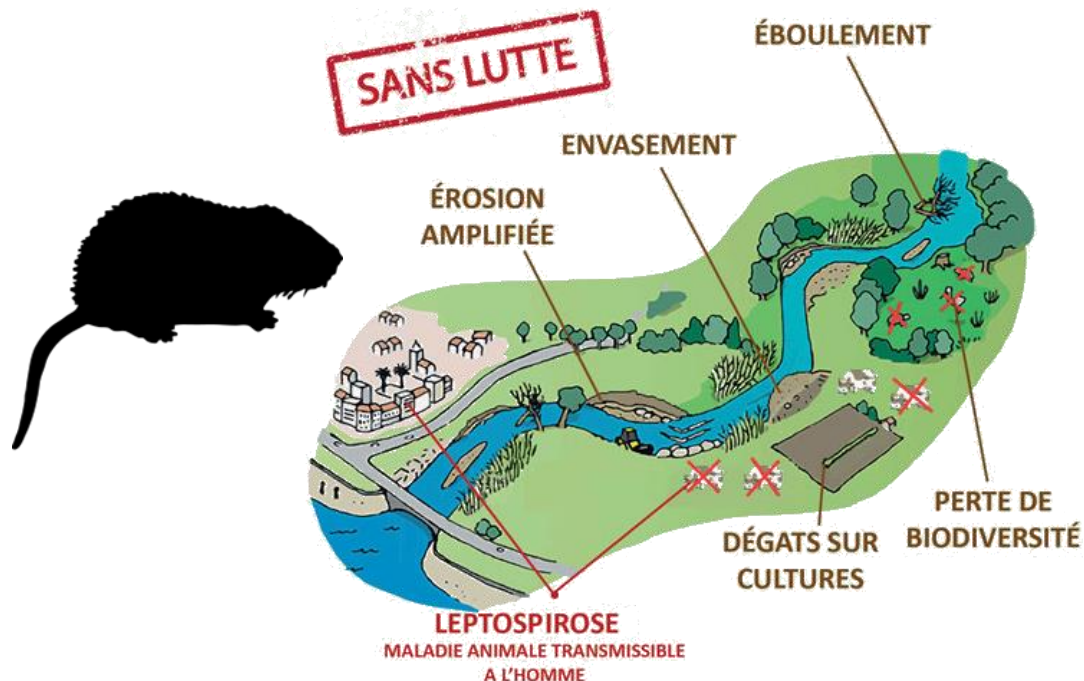 SANS LUTTE
ÉBOULEMENT
ENVASEMENT
ÉROSION
AMPLIFIÉE
PERTE DE
BIODIVERSITÉ
DÉGATS SUR
CULTURES
LEPTOSPIROSE
MALADIE ANIMALE TRANSMISSIBLE
A L'HOMME